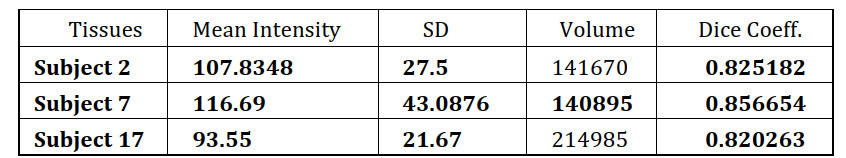 Tissues Mean Intensity SD Volume Dice Coeff.
Subject 2 107.8348 27.5 141670 0.825182
Subject 7 116.69 43.0876 140895 0.856654
Subject 17 93.55 21.67 214985 0.820263